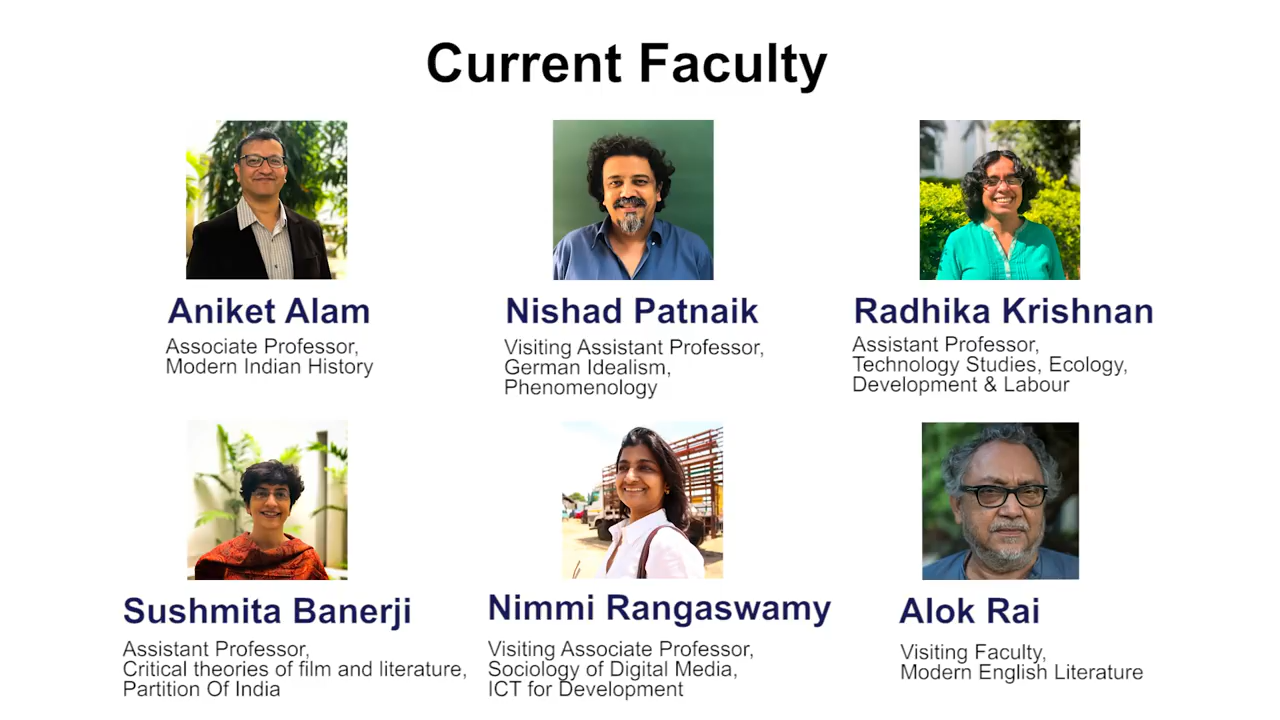 Current Faculty
Aniket Alam
Associate Professor,
Modern Indian History
Nishad Patnaik
Visiting Assistant Professor,
German Idealism,
Phenomenology
Radhika Krishnan
Assistant Professor,
Technology Studies, Ecology,
Development & Labour
Sushmita Banerji
Assistant Professor,
Critical theories of film and literature,
Partition Of India
Nimmi Rangaswamy
Visiting Associate Professor,
Sociology of Digital Media,
ICT for Development
Alok Rai
Visiting Faculty,
Modern English Literature